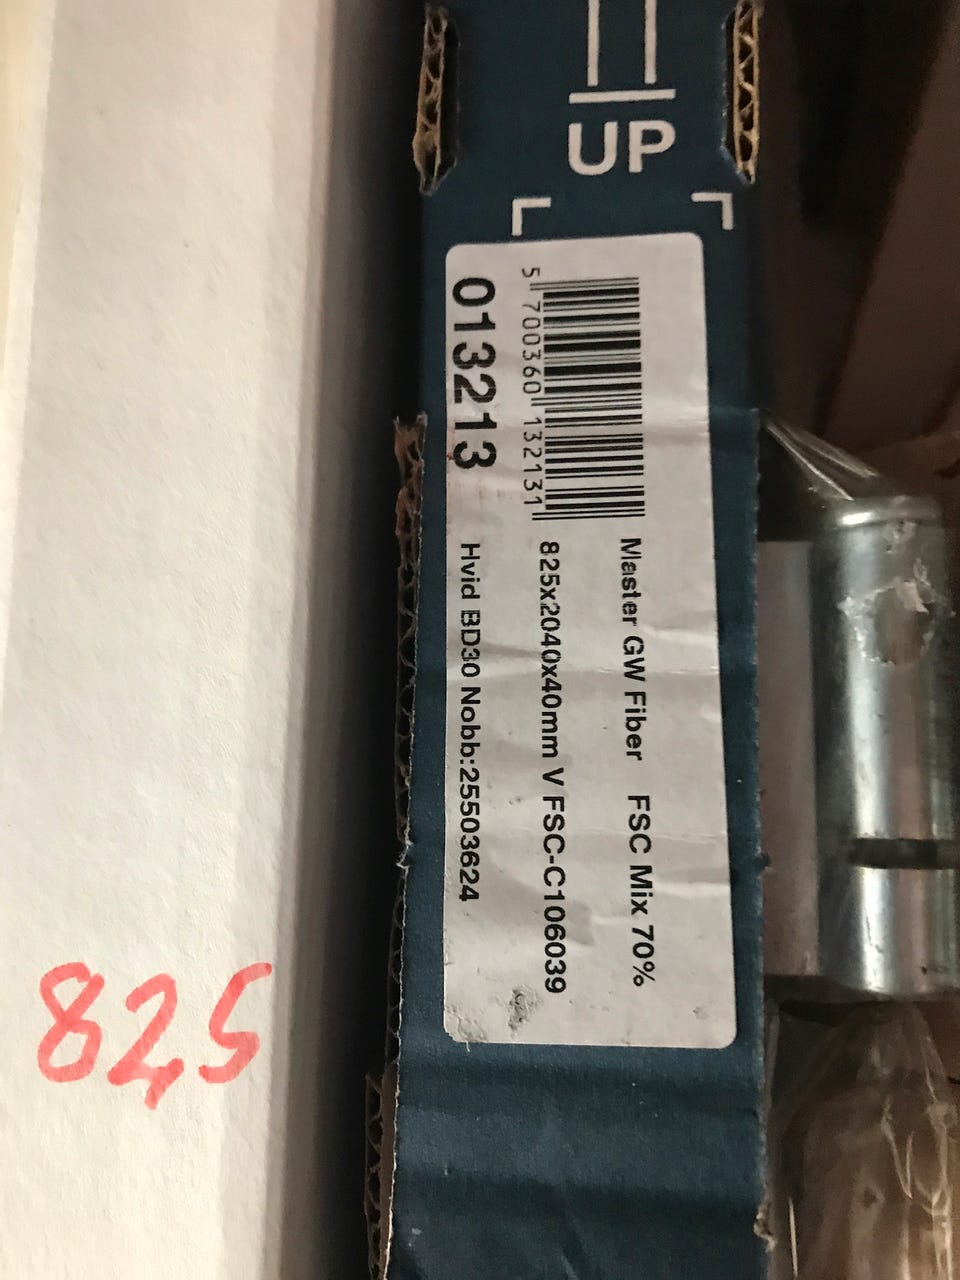 UP
Master GW Fiber FSC Mix 70%
5 700360 132131
825x2040x40mm V FSC-C106039
013213
Hvid BD30 Nobb:25503624
825